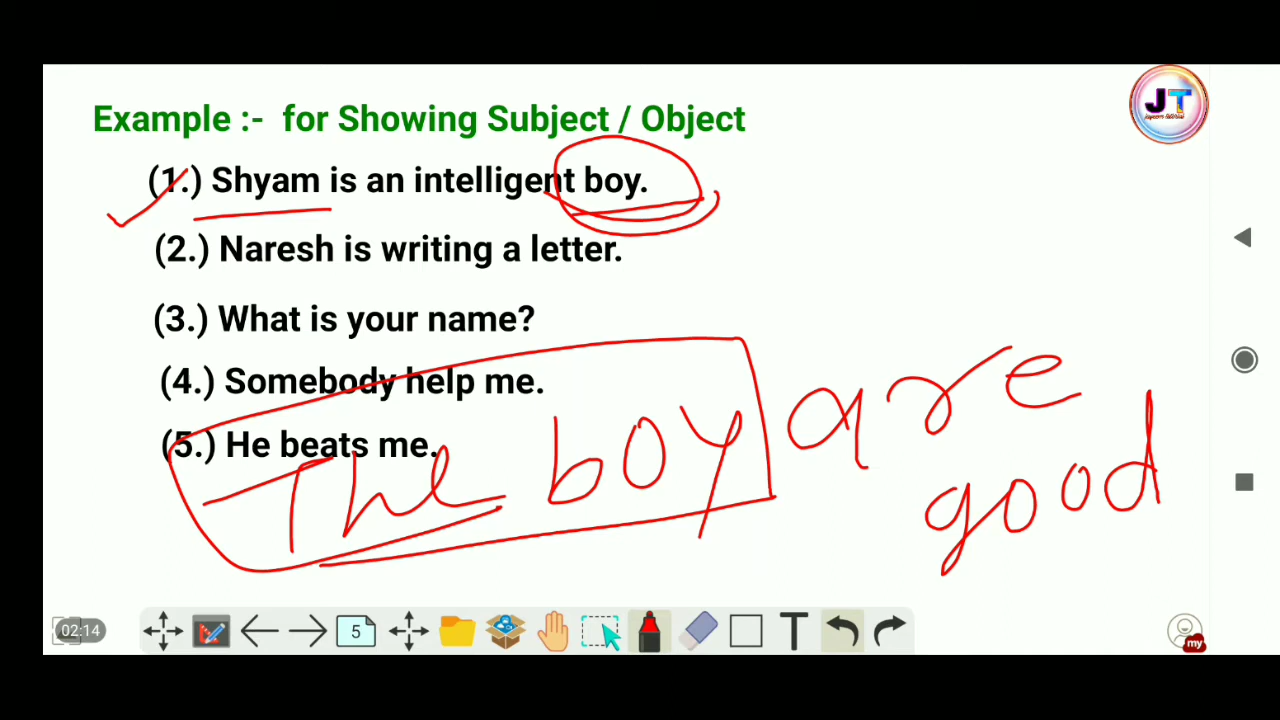 Example :-  for Showing Subject / Object
JT
(1.) Shyam is an intelligent boy.
(2.) Naresh is writing a letter.
(3.) What is your name?
(4.) Somebody help me.
(5.) He beats me.
The boy are
good
02:14
5
T
my